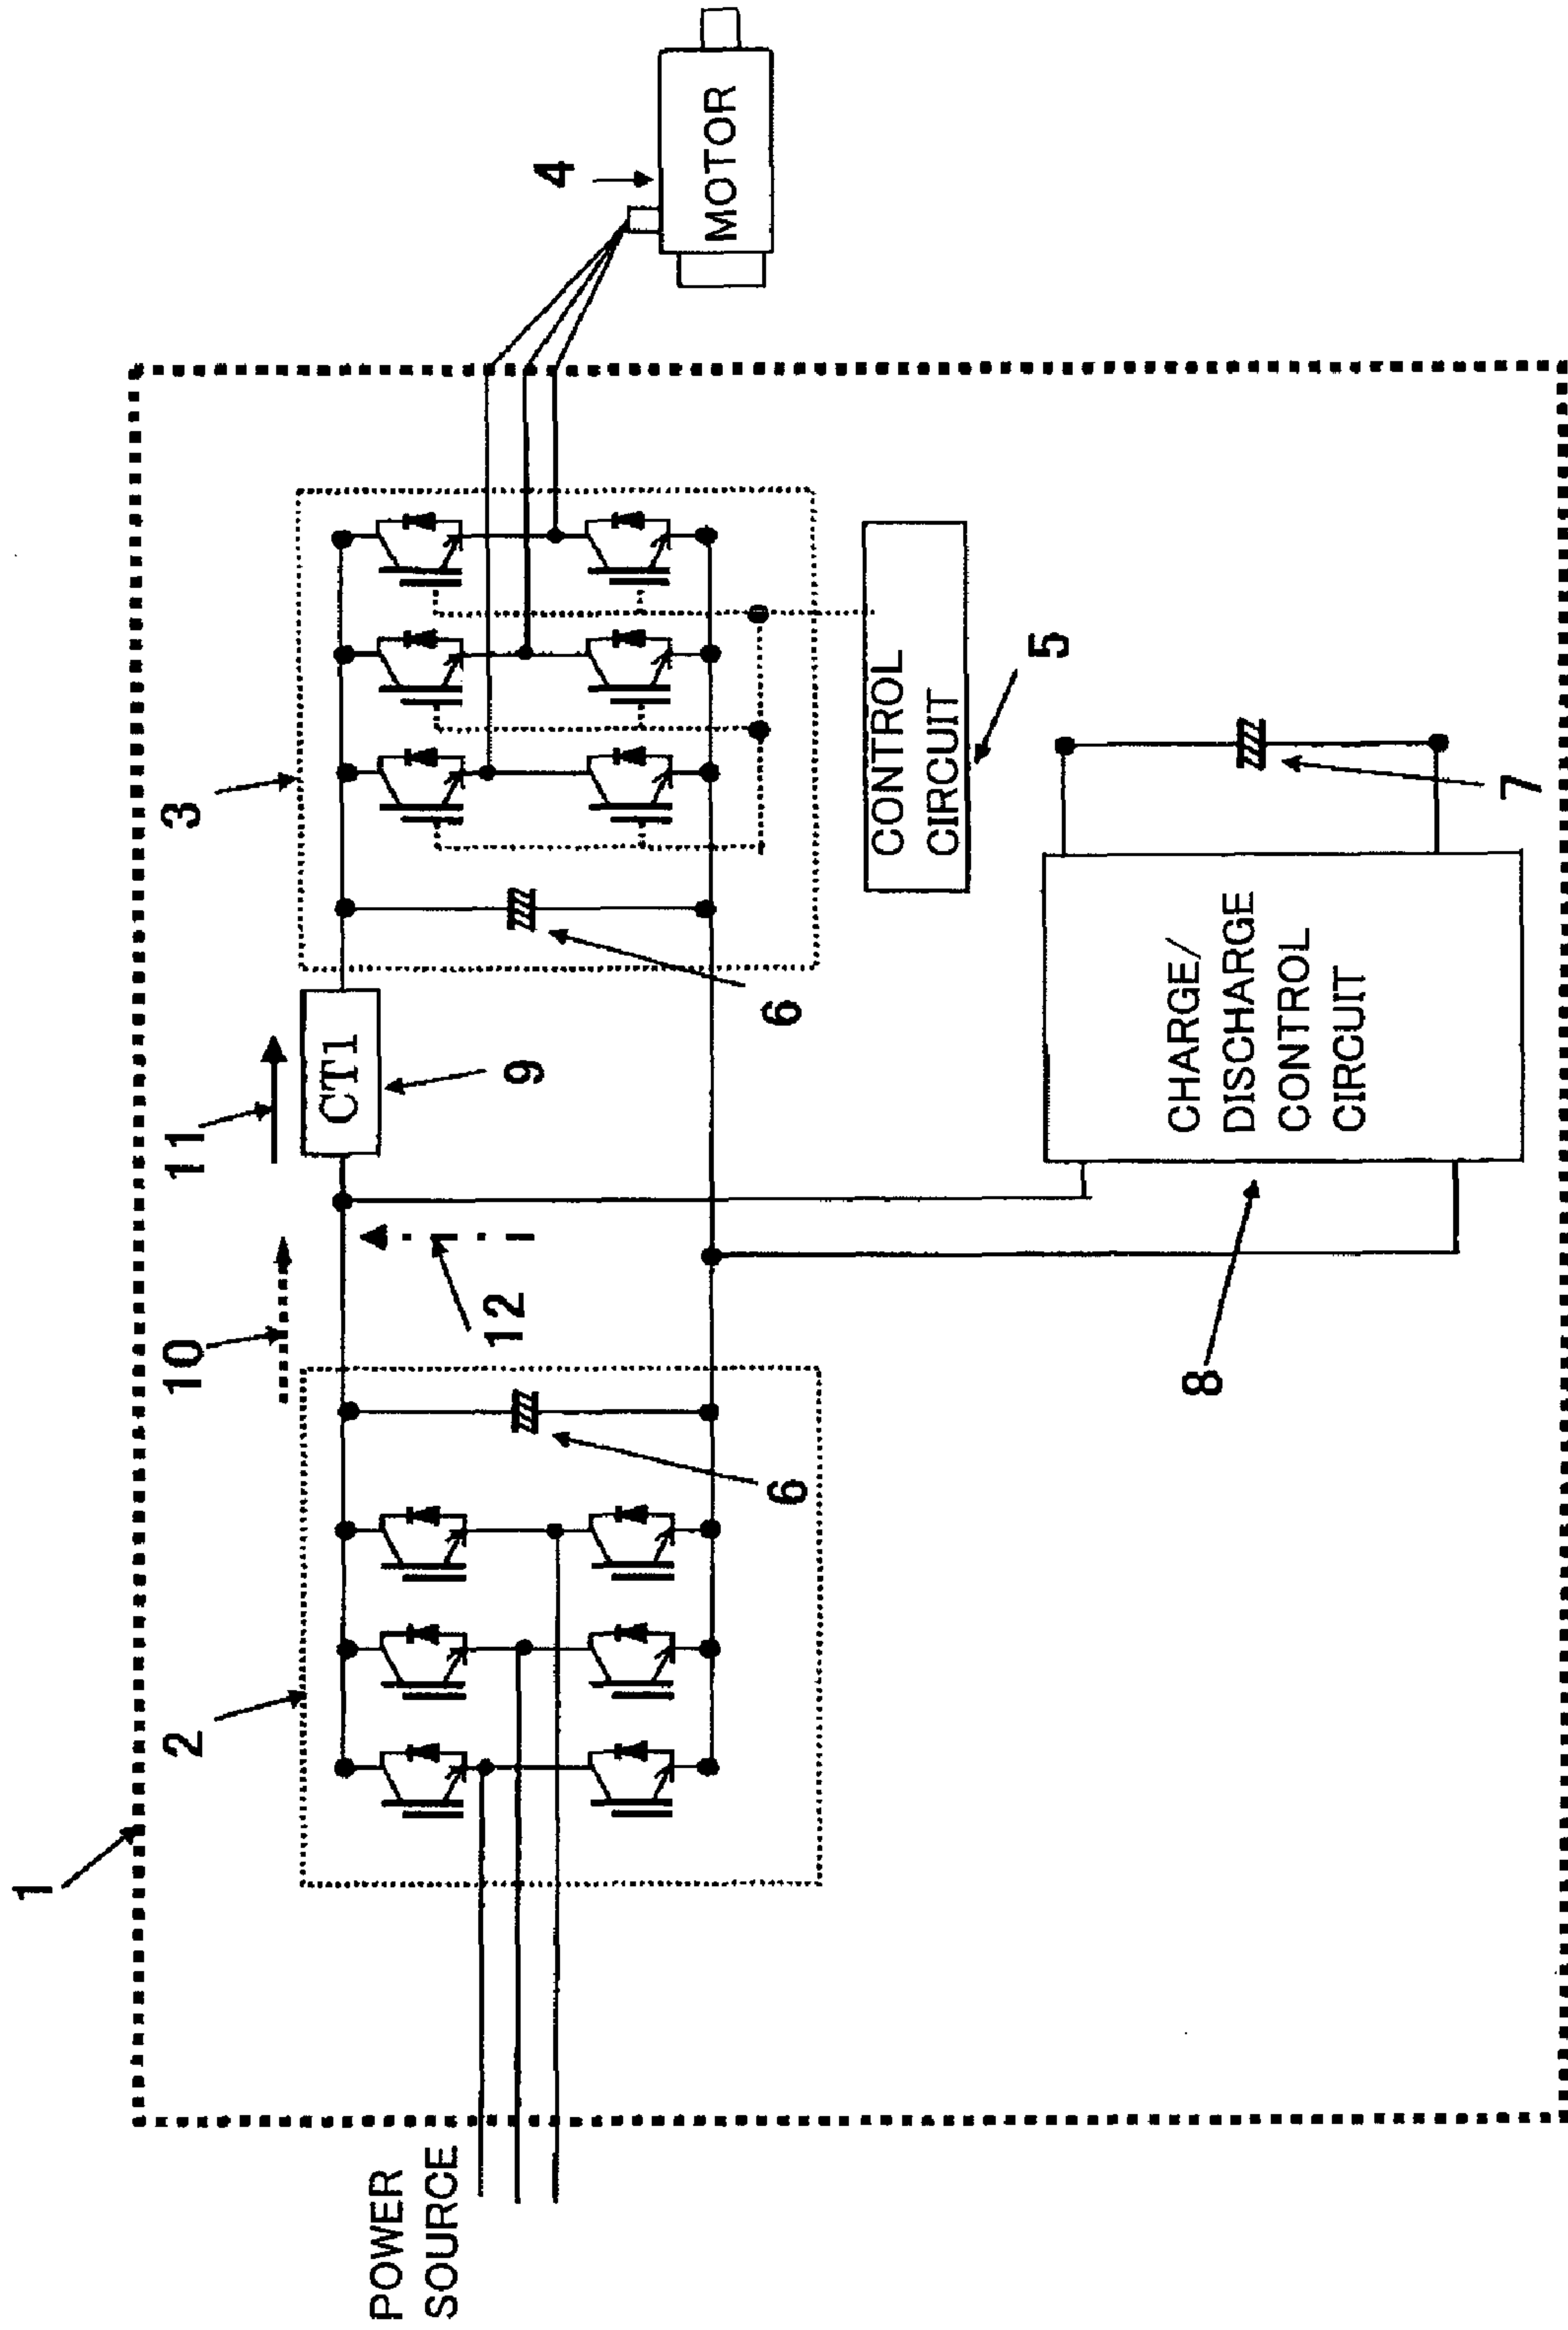 1
2
10
11
3
4
MOTOR
POWER
SOURCE
CT1
9
12
6
6
CONTROL
CIRCUIT
5
8
CHARGE/
DISCHARGE
CONTROL
CIRCUIT
7